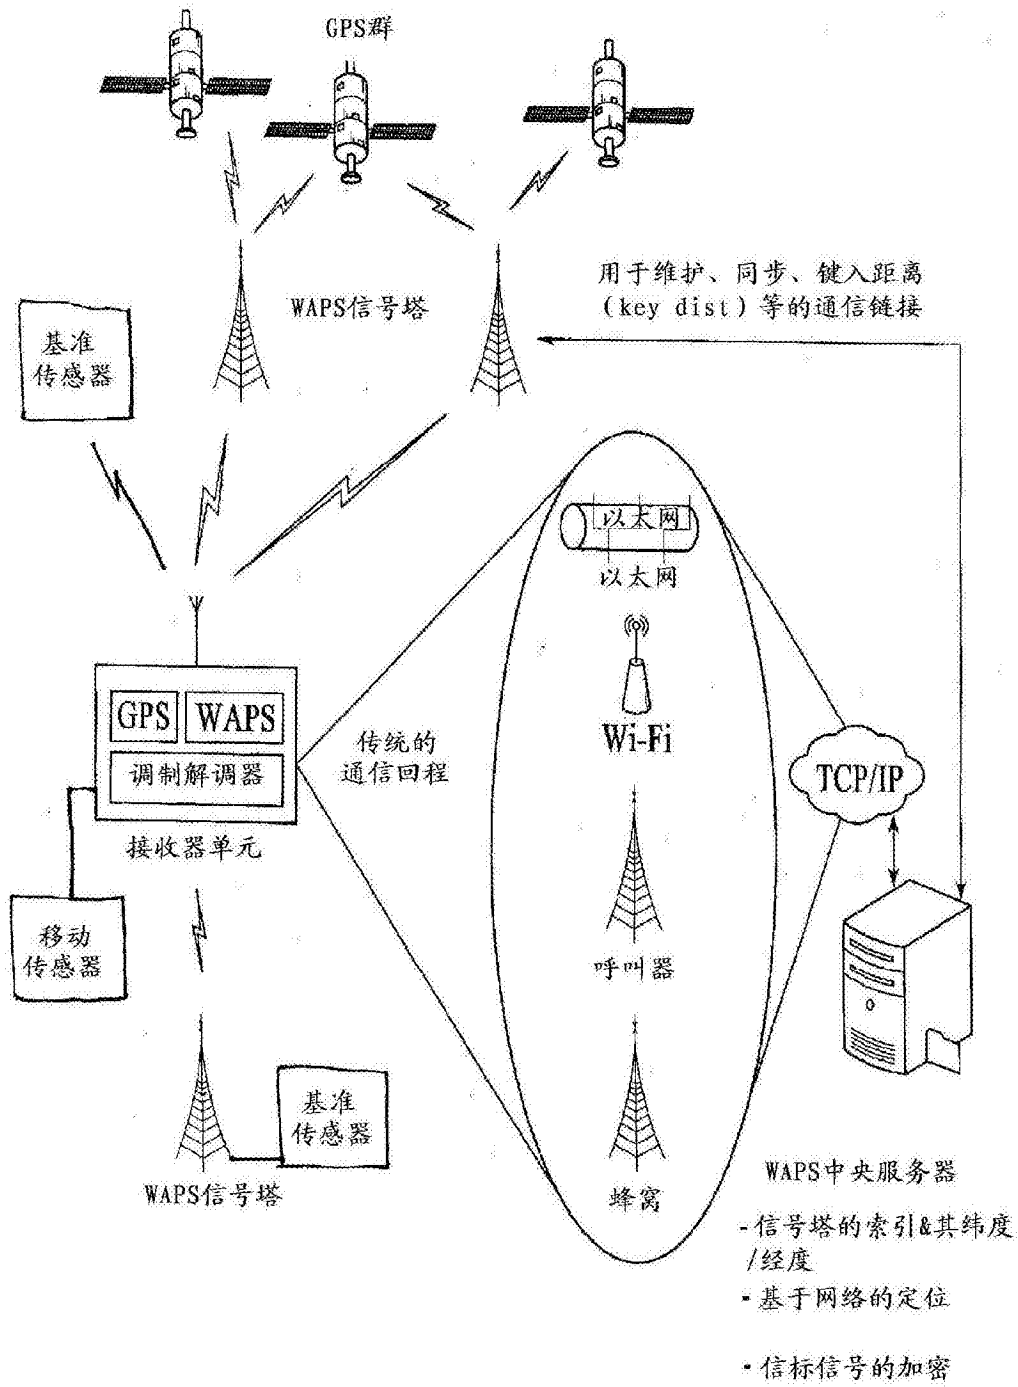 GPS群
用于维护、同步、键入距离
(key dist)等的通信链接
WAPS信号塔
基准
传感器
以太网
以太网
Wi-Fi
GPS
WAPS
调制解调器
接收器单元
传统的
通信回程
TCP/IP
移动
传感器
呼叫器
基准
传感器
WAPS信号塔
蜂窝
WAPS中央服务器
-信号塔的索引&其纬度
/经度
·基于网络的定位
·信标信号的加密